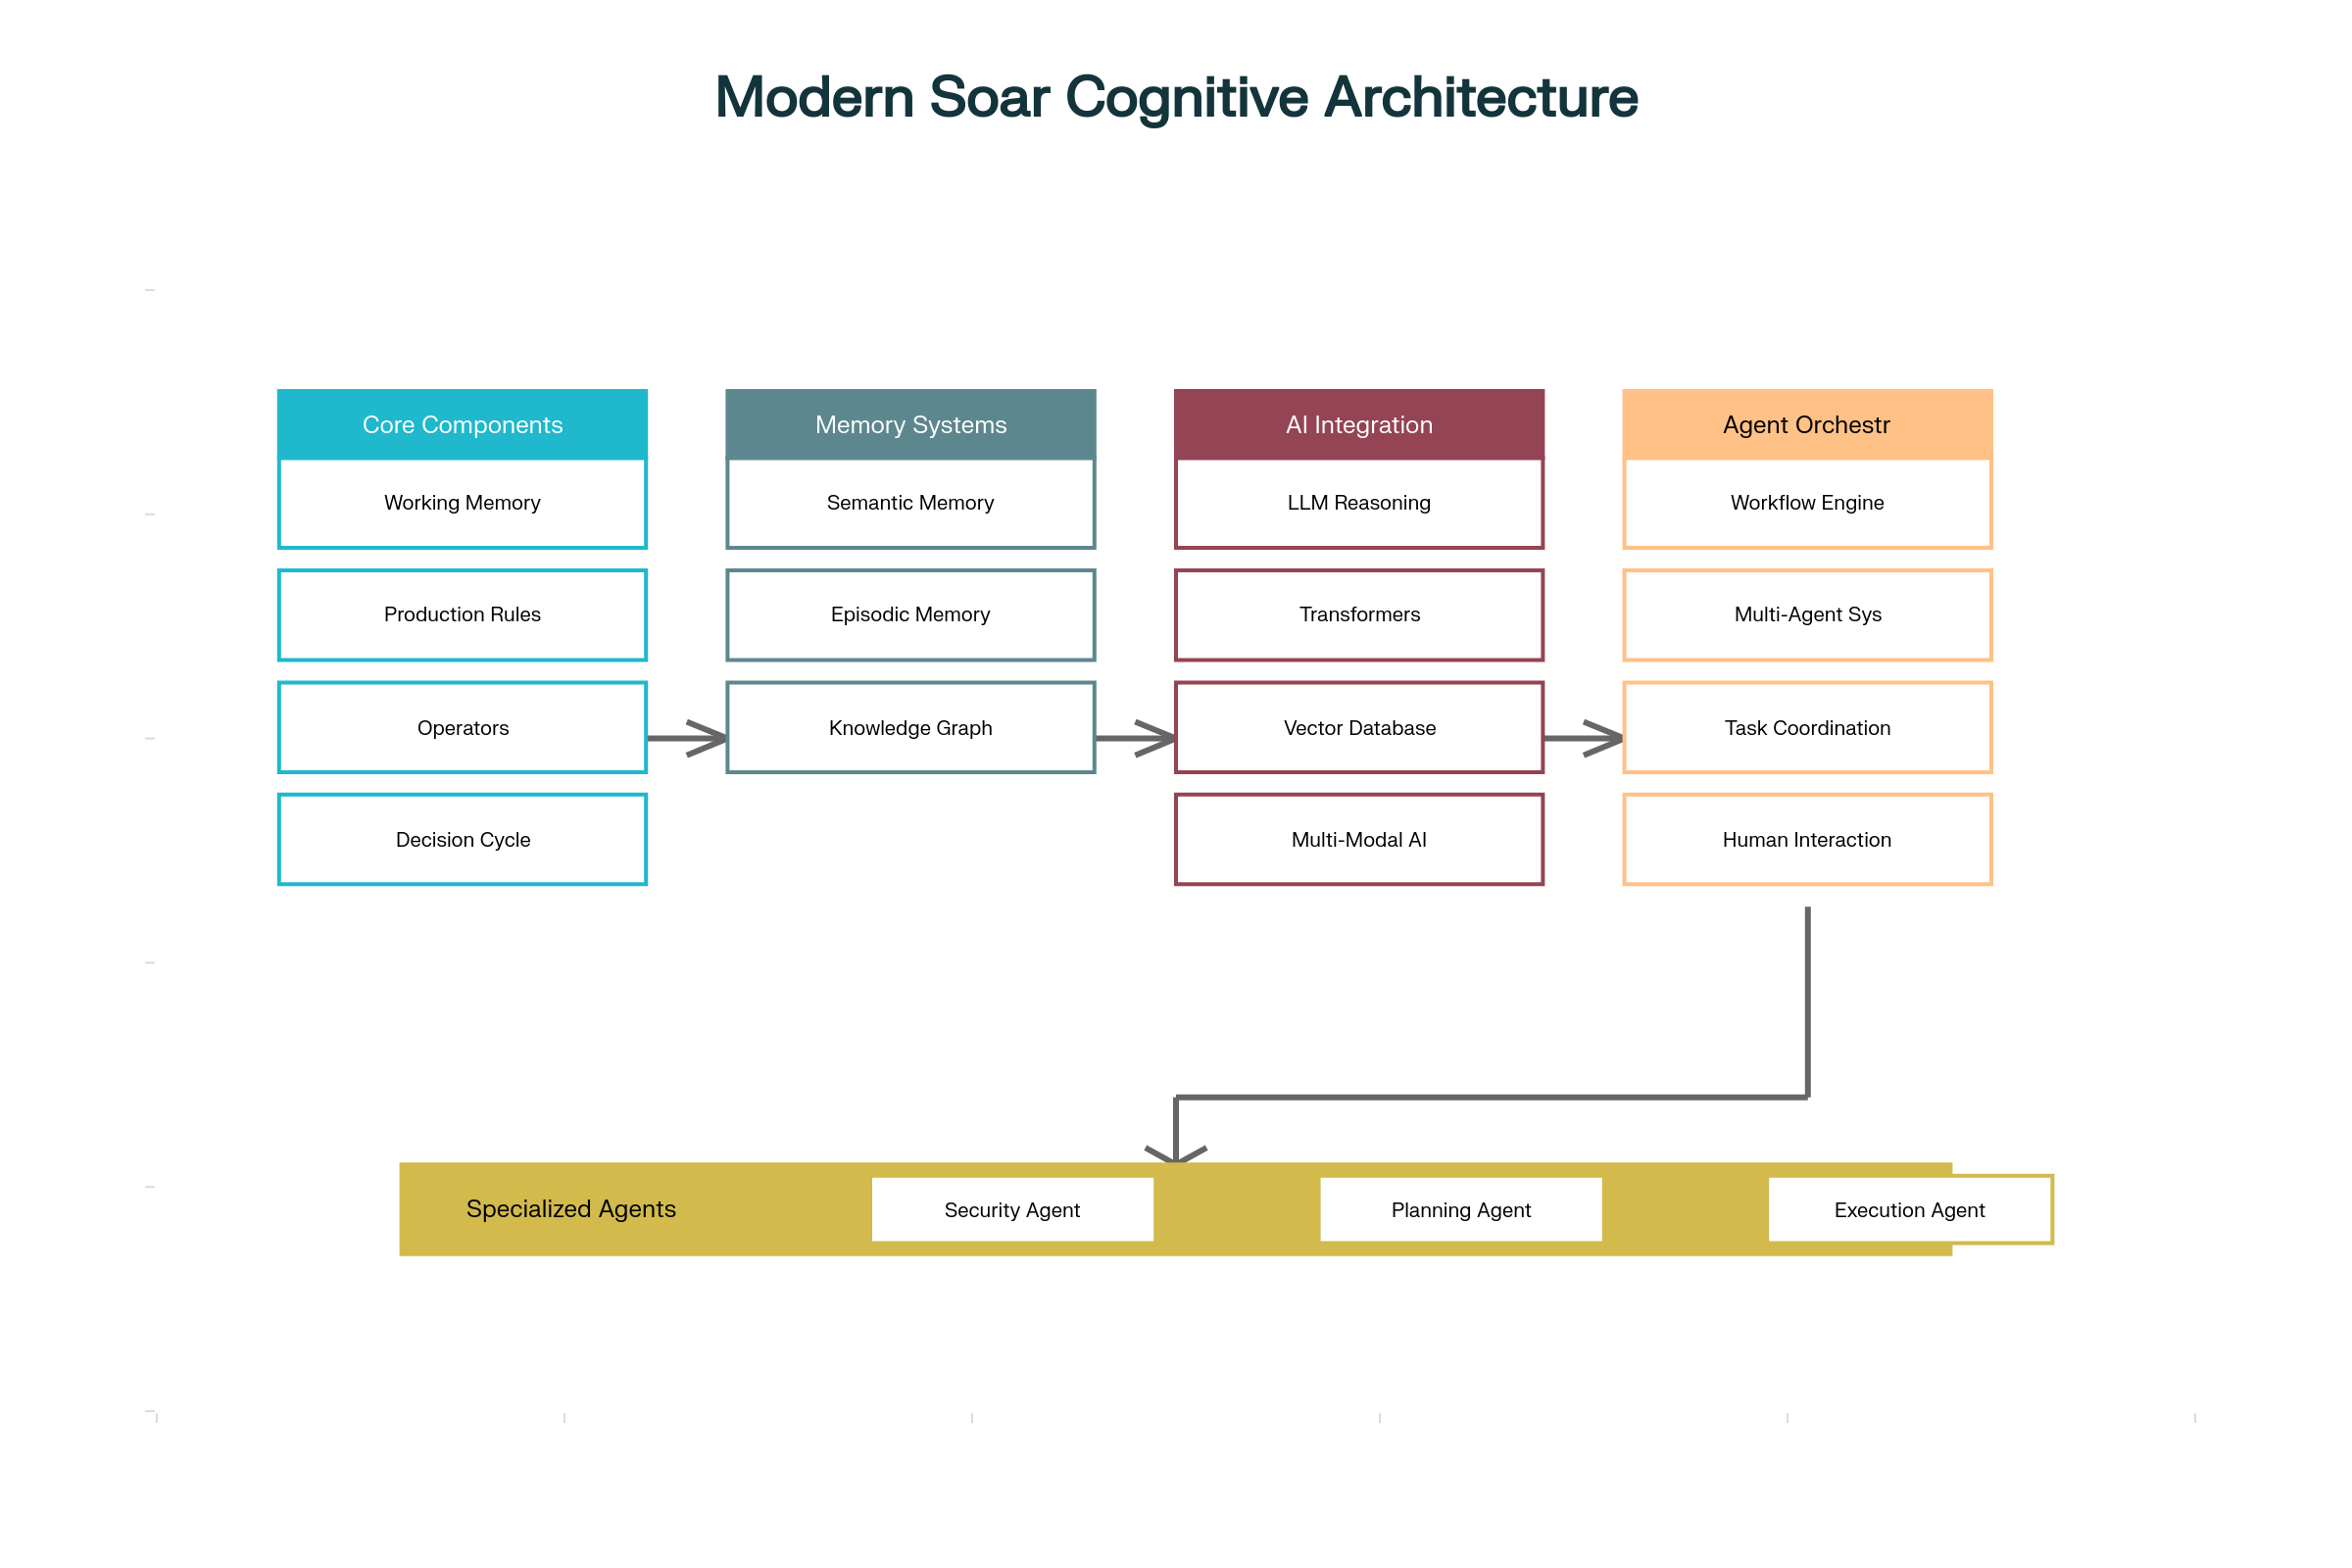 Modern Soar Cognitive Architecture
Core Components
Working Memory
Production Rules
Operators
Decision Cycle
Memory Systems
Semantic Memory
Episodic Memory
Knowledge Graph
AI Integration
LLM Reasoning
Transformers
Vector Database
Multi-Modal AI
Agent Orchestr
Workflow Engine
Multi-Agent Sys
Task Coordination
Human Interaction
Specialized Agents
Security Agent
Planning Agent
Execution Agent